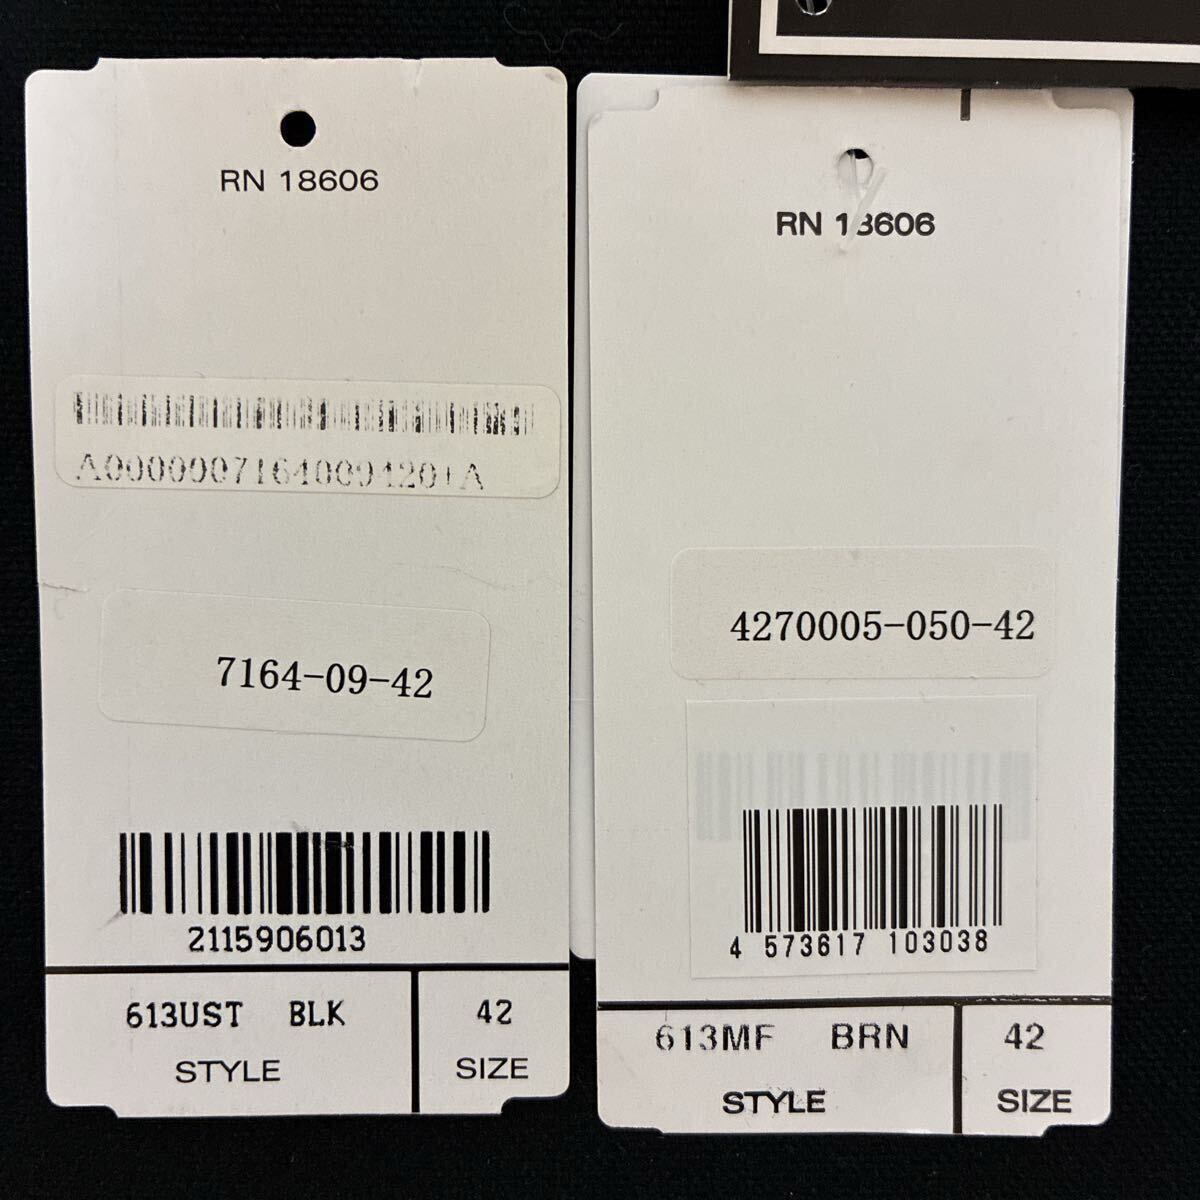 RN 18606
A0000007164009420+A
7164-09-42
2115906013
613UST BLK 42
STYLE SIZE
RN 18606
4270005-050-42
4 573617 103038
613MF BRN 42
STYLE SIZE